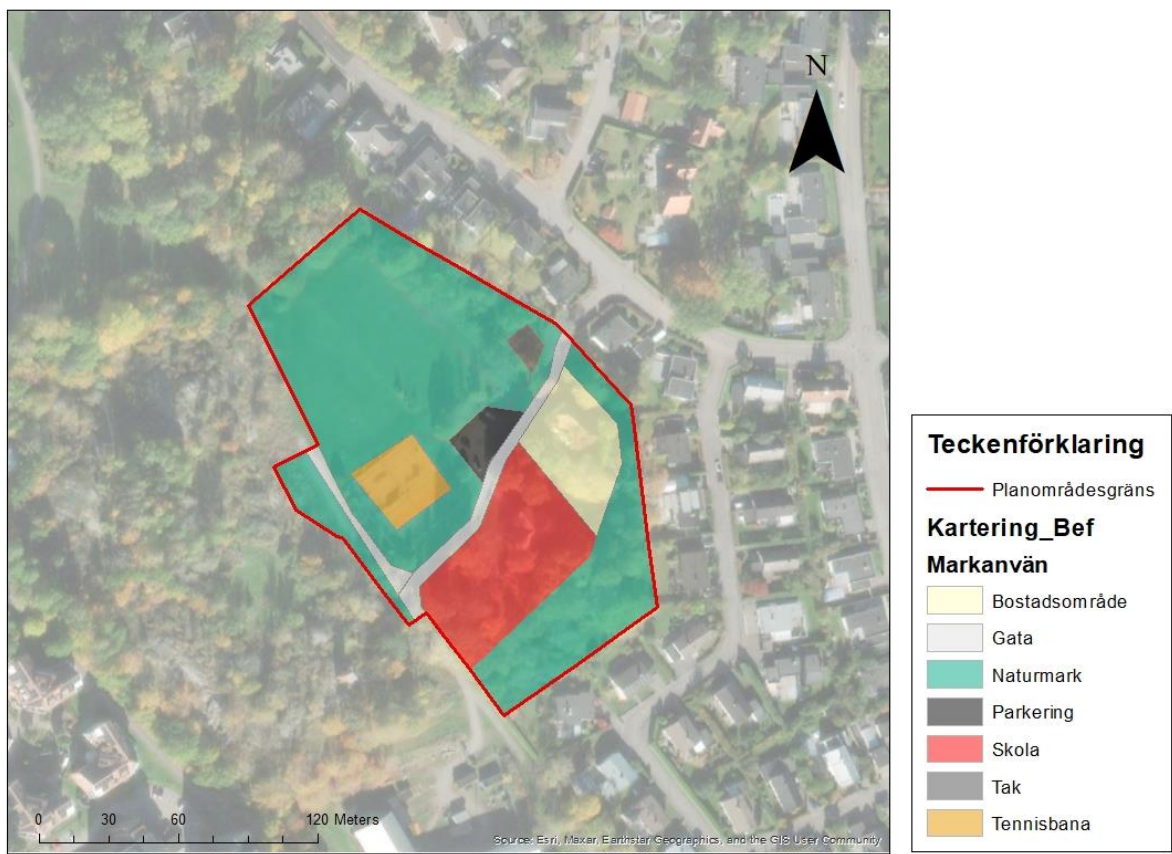 N
0 30 60 120 Meters
Source: Esri, Maxar, Earthstar Geographics, and the GIS User Community
Teckenförklaring
Planområdesgräns
Kartering_Bef
Markanvän
Bostadsområde
Gata
Naturmark
Parkering
Skola
Tak
Tennisbana